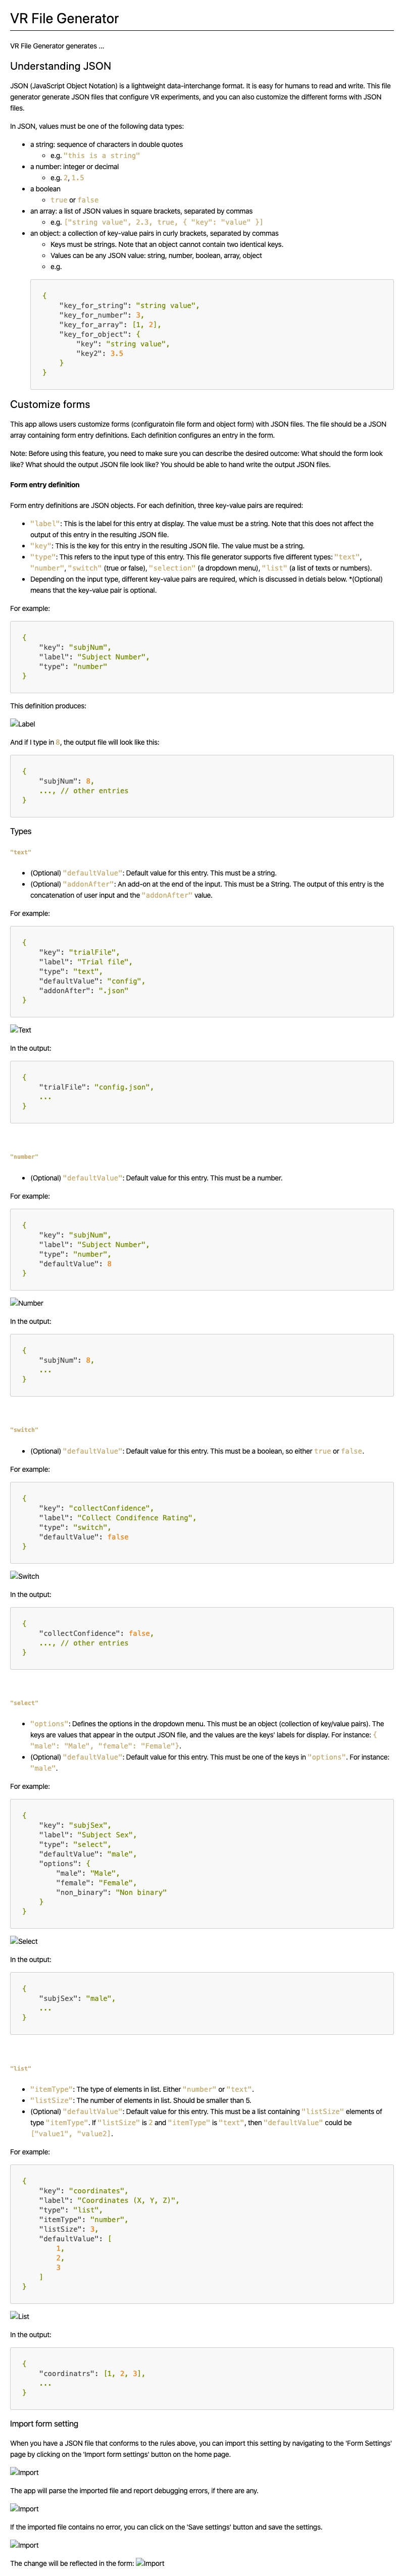 VR File Generator
VR File Generator generates ...
Understanding JSON
JSON (JavaScript Object Notation) is a lightweight data-interchange format. It is easy for humans to read and write. This file
generator generate JSON files that configure VR experiments, and you can also customize the different forms with JSON
files.
In JSON, values must be one of the following data types:
• a string: sequence of characters in double quotes
◦ e.g. "this is a string"
• a number: integer or decimal
◦ e.g. 2, 1.5
• a boolean
◦ true or false
• an array: a list of JSON values in square brackets, separated by commas
◦ e.g. ["string value", 2.3, true, { "key": "value" }]
• an object: a collection of key-value pairs in curly brackets, separated by commas
◦ Keys must be strings. Note that an object cannot contain two identical keys.
◦ Values can be any JSON value: string, number, boolean, array, object
◦ e.g.
{
"key_for_string": "string value",
"key_for_number": 3,
"key_for_array": [1, 2],
"key_for_object": {
"key": "string value",
"key2": 3.5
}
}
Customize forms
This app allows users customize forms (configuratoin file form and object form) with JSON files. The file should be a JSON
array containing form entry definitions. Each definition configures an entry in the form.
Note: Before using this feature, you need to make sure you can describe the desired outcome: What should the form look
like? What should the output JSON file look like? You should be able to hand write the output JSON files.
Form entry definition
Form entry definitions are JSON objects. For each definition, three key-value pairs are required:
• "label": This is the label for this entry at display. The value must be a string. Note that this does not affect the
output of this entry in the resulting JSON file.
• "key": This is the key for this entry in the resulting JSON file. The value must be a string.
• "type": This refers to the input type of this entry. This file generator supports five different types: "text",
"number", "switch" (true or false), "selection" (a dropdown menu), "list" (a list of texts or numbers).
• Depending on the input type, different key-value pairs are required, which is discussed in detials below. *(Optional)
means that the key-value pair is optional.
For example:
{
"key": "subjNum",
"label": "Subject Number",
"type": "number"
}
This definition produces:
Label
And if I type in 8, the output file will look like this:
{
"subjNum": 8,
..., // other entries
}
Types
"text"
• (Optional) "defaultValue": Default value for this entry. This must be a string.
• (Optional) "addonAfter": An add-on at the end of the input. This must be a String. The output of this entry is the
concatenation of user input and the "addonAfter" value.
For example:
{
"key": "trialFile",
"label": "Trial file",
"type": "text",
"defaultValue": "config",
"addonAfter": ".json"
}
Text
In the output:
{
"trialFile": "config.json",
...
}
"number"
• (Optional) "defaultValue": Default value for this entry. This must be a number.
For example:
{
"key": "subjNum",
"label": "Subject Number",
"type": "number",
"defaultValue": 8
}
Number
In the output:
{
"subjNum": 8,
...
}
"switch"
• (Optional) "defaultValue": Default value for this entry. This must be a boolean, so either true or false.
For example:
{
"key": "collectConfidence",
"label": "Collect Condifence Rating",
"type": "switch",
"defaultValue": false
}
Switch
In the output:
{
"collectConfidence": false,
..., // other entries
}
"select"
• "options": Defines the options in the dropdown menu. This must be an object (collection of key/value pairs). The
keys are values that appear in the output JSON file, and the values are the keys' labels for display. For instance: {
"male": "Male", "female": "Female"}.
• (Optional) "defaultValue": Default value for this entry. This must be one of the keys in "options". For instance:
"male".
For example:
{
"key": "subjSex",
"label": "Subject Sex",
"type": "select",
"defaultValue": "male",
"options": {
"male": "Male",
"female": "Female",
"non_binary": "Non binary"
}
}
Select
In the output:
{
"subjSex": "male",
...
}
"list"
• "itemType": The type of elements in list. Either "number" or "text".
• "listSize": The number of elements in list. Should be smaller than 5.
• (Optional) "defaultValue": Default value for this entry. This must be a list containing "listSize" elements of
type "itemType". If "listSize" is 2 and "itemType" is "text", then "defaultValue" could be
["value1", "value2].
For example:
{
"key": "coordinates",
"label": "Coordinates (X, Y, Z)",
"type": "list",
"itemType": "number",
"listSize": 3,
"defaultValue": [
1,
2,
3
]
}
List
In the output:
{
"coordinatrs": [1, 2, 3],
...
}
Import form setting
When you have a JSON file that conforms to the rules above, you can import this setting by navigating to the 'Form Settings'
page by clicking on the 'Import form settings' button on the home page.
import
The app will parse the imported file and report debugging errors, if there are any.
import
If the imported file contains no error, you can click on the 'Save settings' button and save the settings.
import
The change will be reflected in the form: import